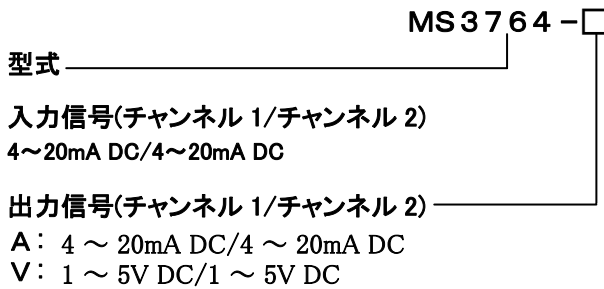 MS3764-□
型式
入力信号(チャンネル 1/チャンネル 2)
4～20mA DC/4～20mA DC
出力信号(チャンネル 1/チャンネル 2)
A： 4 ～ 20mA DC/4 ～ 20mA DC
V： 1 ～ 5V DC/1 ～ 5V DC